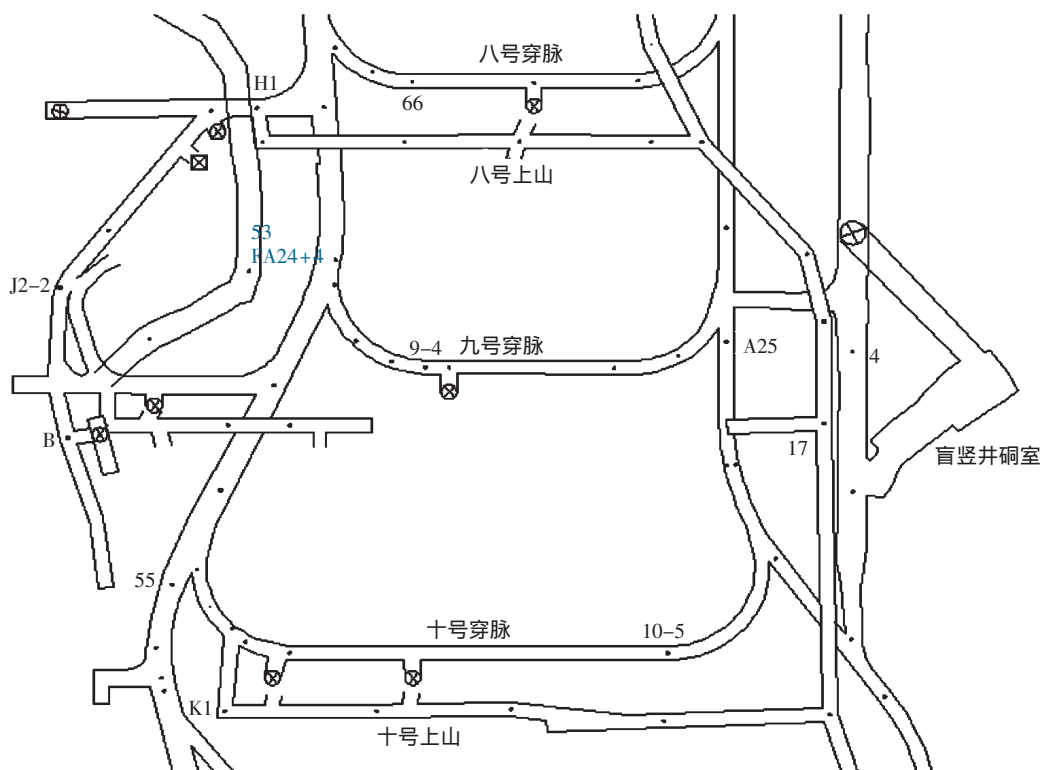 八号穿脉
H1
66
八号上山
53
FA24+4
J2-2
9-4
九号穿脉
A25
4
B
17
盲竖井硐室
55
十号穿脉
10-5
K1
十号上山